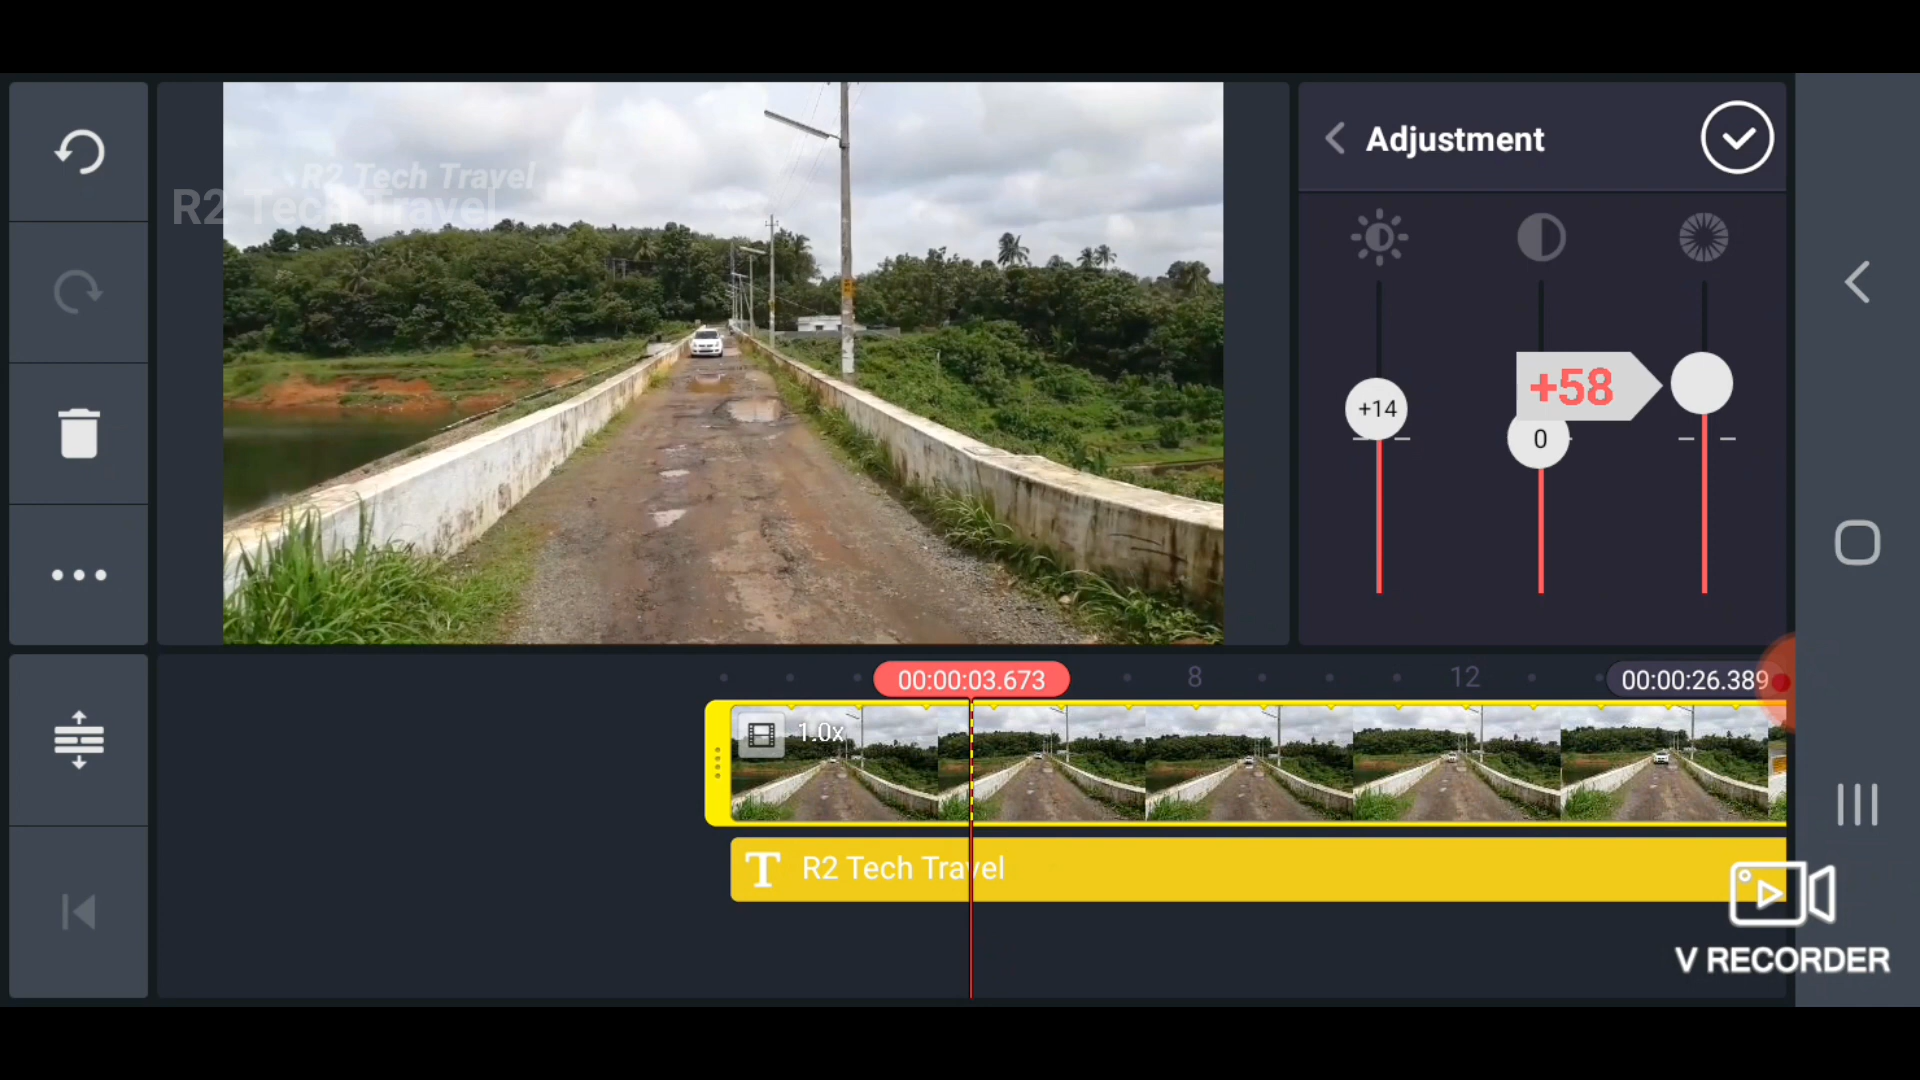 R2 Tech Travel
R2 Tech Travel
Adjustment
+14
+58
0
00:00:03.673
8
12
00:00:26.389
1.0x
R2 Tech Travel
V RECORDER